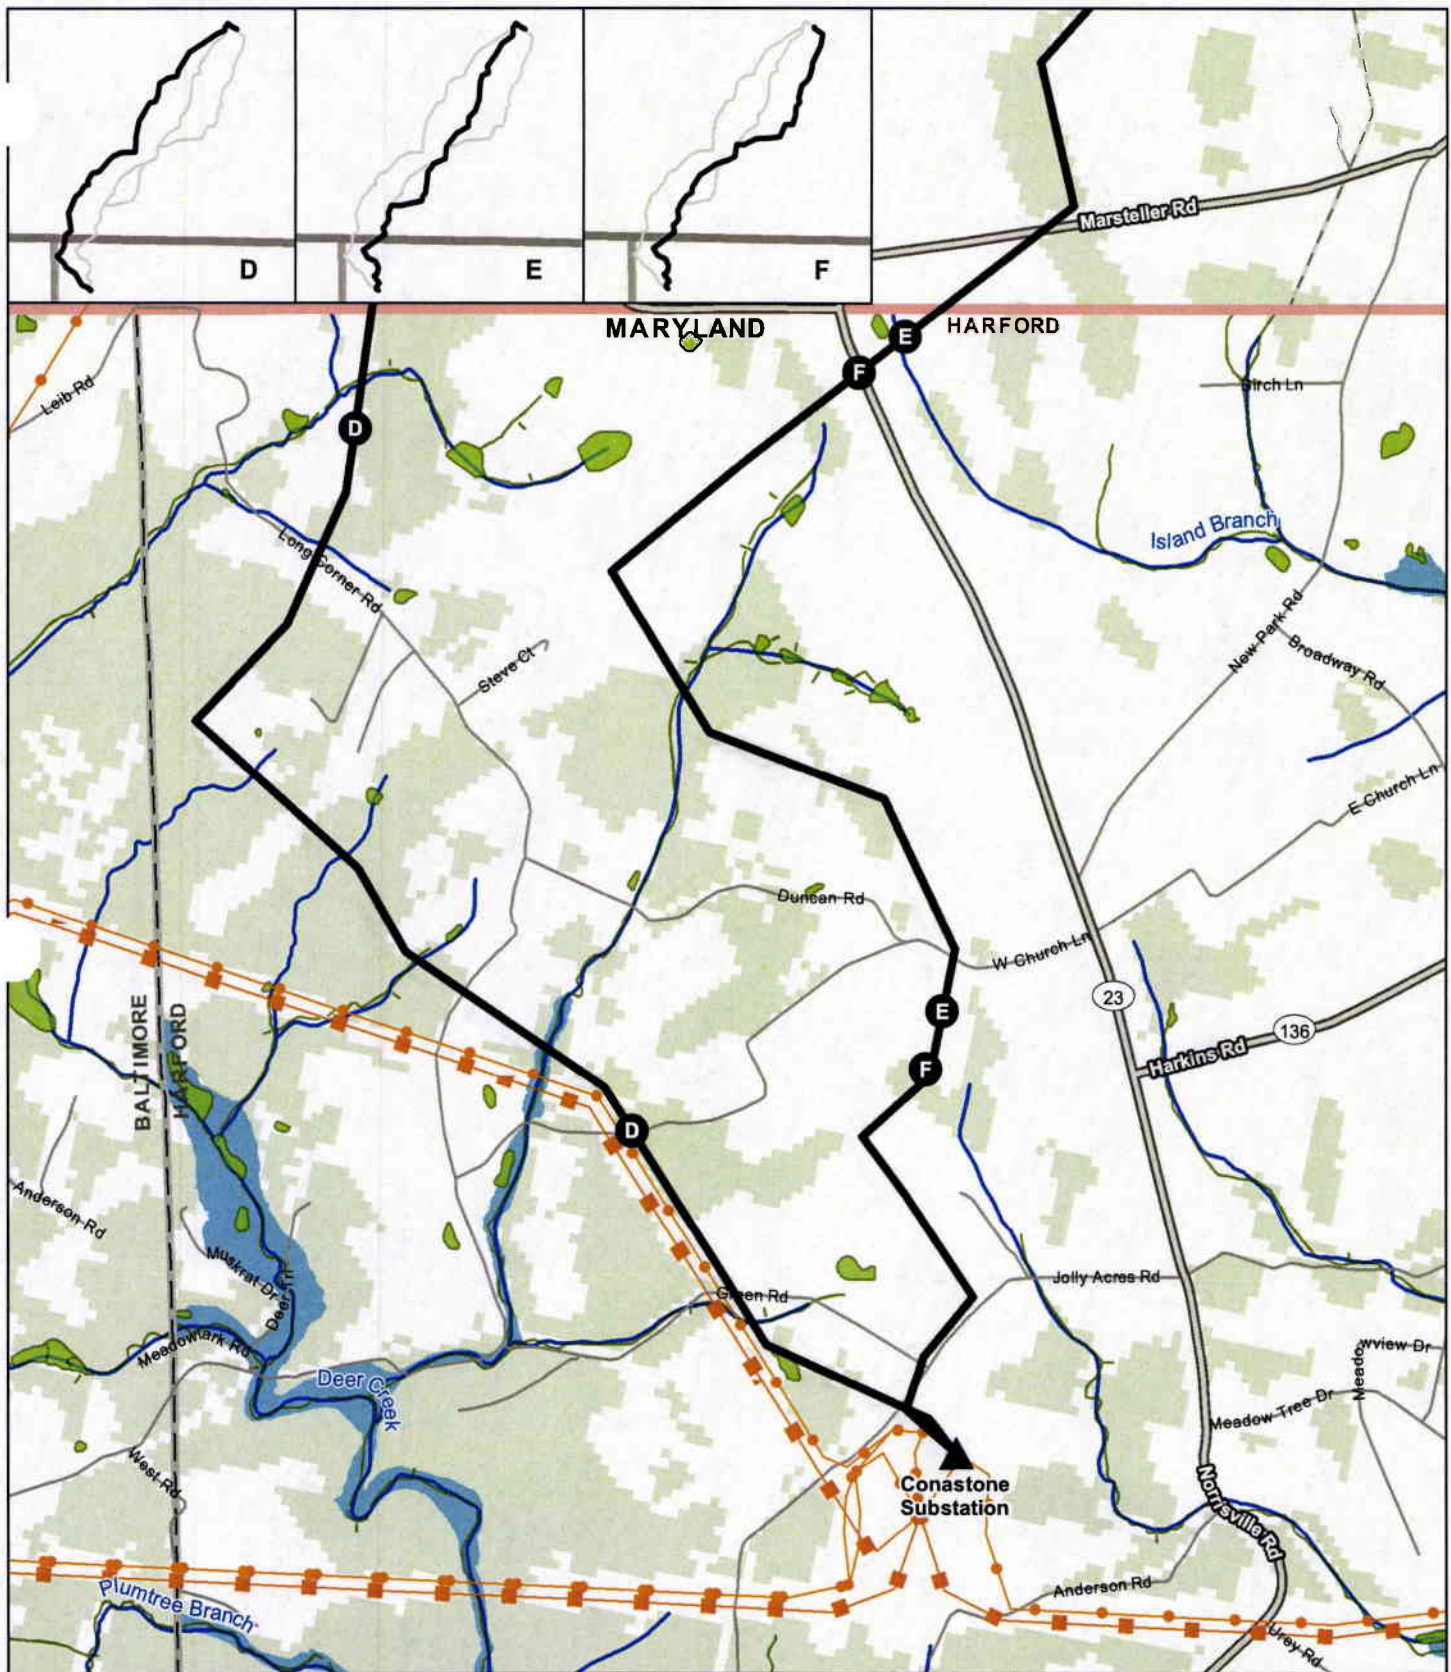 D
E
F
Marsteller Rd
MARYLAND
E
HARFORD
F
Leib Rd
Birch Ln
D
Island Branch
Long Corner Rd
New Park Rd
Broadway Rd
Steve Ct
E Church Ln
Duncan Rd
W Church Ln
23
E
136
Harkins Rd
BALTIMORE
HARFORD
F
D
Anderson Rd
Muskrat Dr
Deer Ln
Jolly Acres Rd
Green Rd
Meadowlark Rd
Meadowview Dr
Deer Creek
Meadow Tree Dr
West Rd
Conastone
Substation
Norrisville Rd
Plumtree Branch
Anderson Rd
Urey Rd